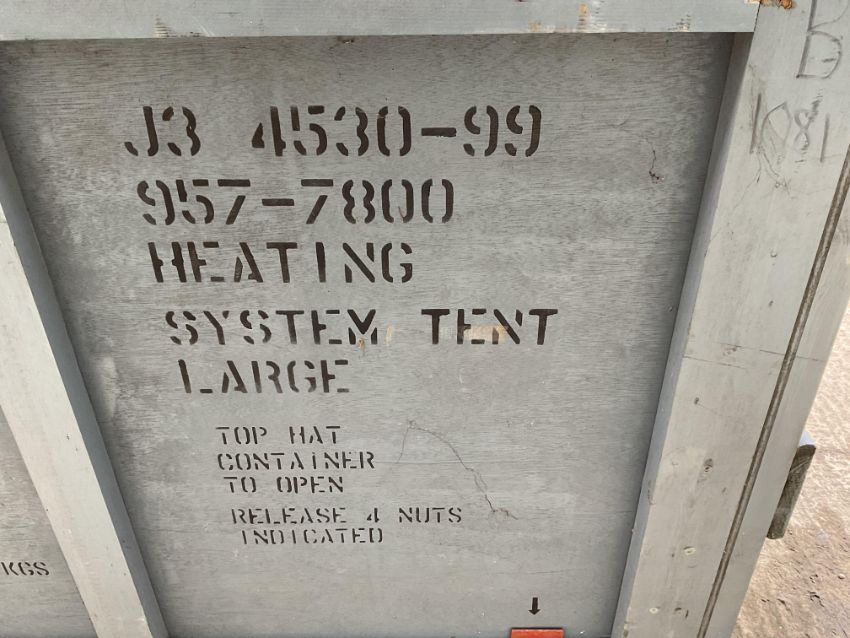 J3 4530-99
957-7800
HEATING
SYSTEM TENT
LARGE
TOP HAT
CONTAINER
TO OPEN
RELEASE 4 NUTS
INDICATED
KGS
B
1081